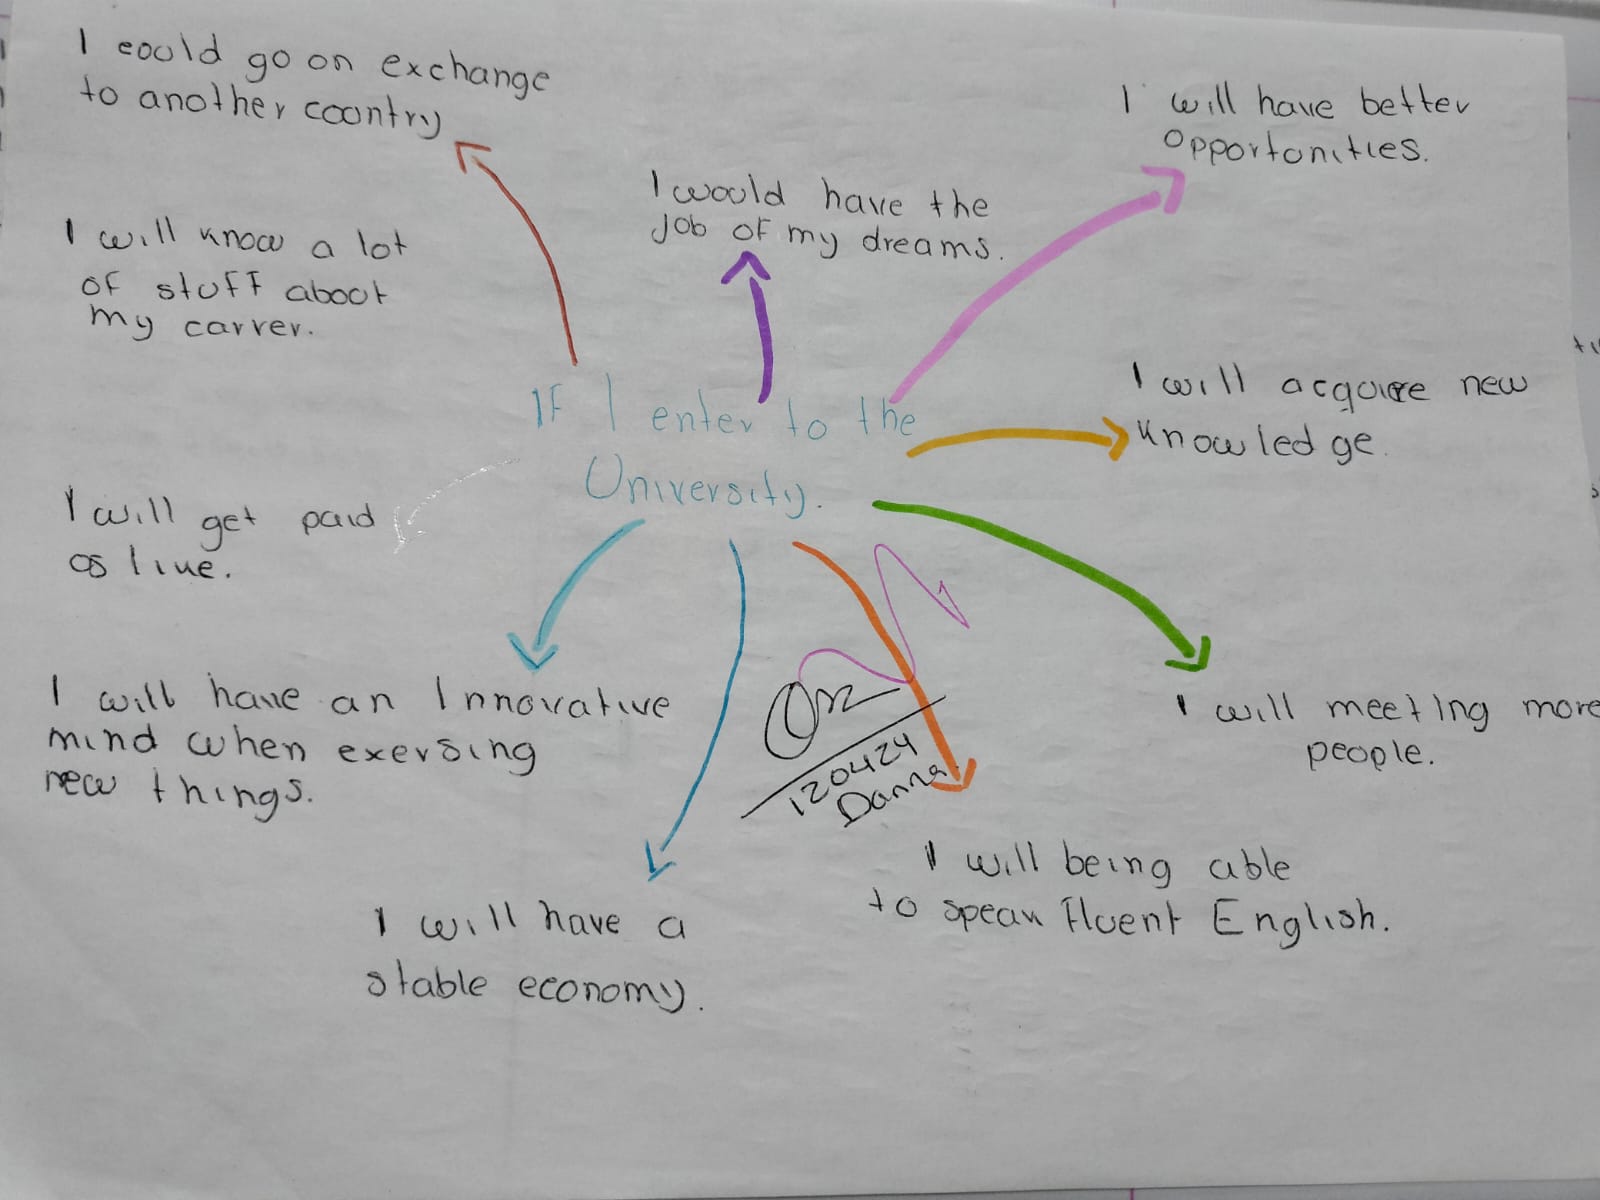 I could go on exchange
to another country
I will have better
opportunities.
I would have the
job of my dreams.
I will know a lot
of stuff about
my carrer.
If I enter to the
University.
I will acquire new
knowledge.
I will get paid
as live.
I will have an Innovative
mind when exersing
new things.
I will meeting more
people.
120424
Danna.
I will being able
to speak fluent English.
I will have a
stable economy.